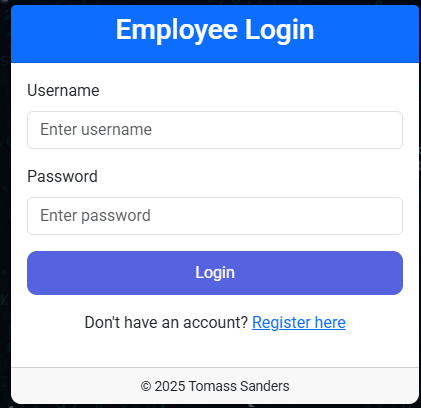 Employee Login
Username
Enter username
Password
Enter password
Login
Don't have an account? Register here
© 2025 Tomass Sanders